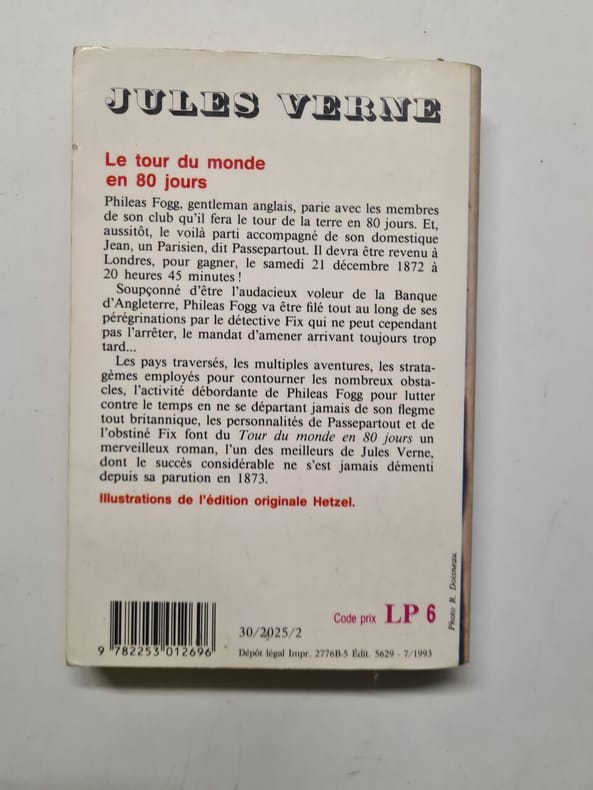 JULES VERNE
Le tour du monde
en 80 jours
Phileas Fogg, gentleman anglais, parie avec les membres
de son club qu'il fera le tour de la terre en 80 jours. Et,
aussitôt, le voilà parti accompagné de son domestique
Jean, un Parisien, dit Passepartout. Il devra être revenu à
Londres, pour gagner, le samedi 21 décembre 1872 à
20 heures 45 minutes !
Soupçonné d'être l'audacieux voleur de la Banque
d'Angleterre, Phileas Fogg va être filé tout au long de ses
pérégrinations par le détective Fix qui ne peut cependant
pas l'arrêter, le mandat d'amener arrivant toujours trop
tard...
Les pays traversés, les multiples aventures, les strata-
gèmes employés pour contourner les nombreux obsta-
cles, l'activité débordante de Phileas Fogg pour lutter
contre le temps en ne se départant jamais de son flegme
tout britannique, les personnalités de Passepartout et de
l'obstiné Fix font du Tour du monde en 80 jours un
merveilleux roman, l'un des meilleurs de Jules Verne,
dont le succès considérable ne s'est jamais démenti
depuis sa parution en 1873.
Illustrations de l'édition originale Hetzel.
Photo R. Doisneau.
Code prix LP 6
30/2025/2
9 782253 012696
Dépôt légal Impr. 2776B-5 Édit. 5629 - 7/1993